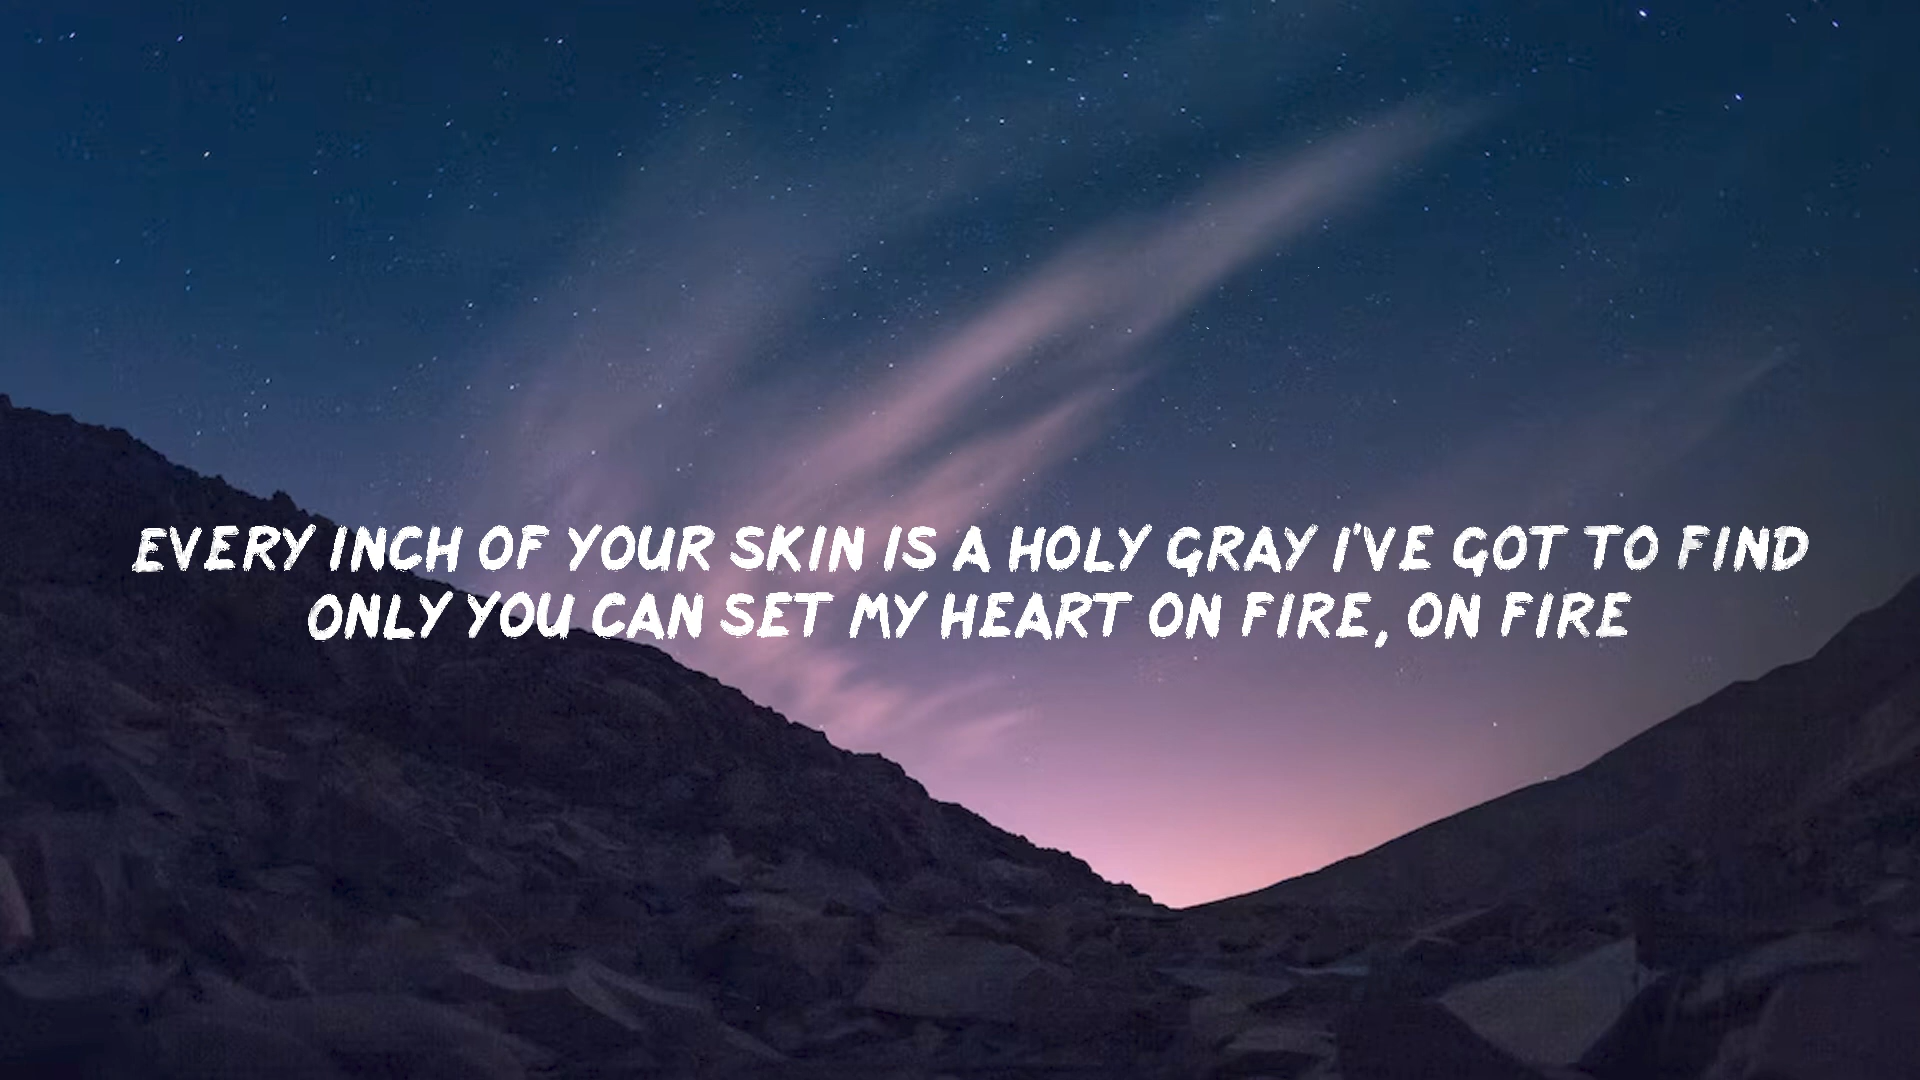 EVERY INCH OF YOUR SKIN IS A HOLY GRAY I'VE GOT TO FIND
ONLY YOU CAN SET MY HEART ON FIRE, ON FIRE